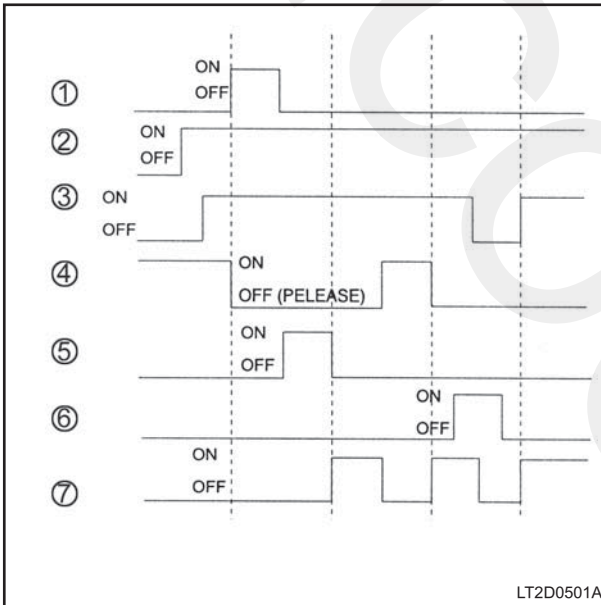 ① ON
OFF
② ON
OFF
③ ON
OFF
④ ON
OFF (PELEASE)
⑤ ON
OFF
⑥ ON
OFF
⑦ ON
OFF
LT2D0501A